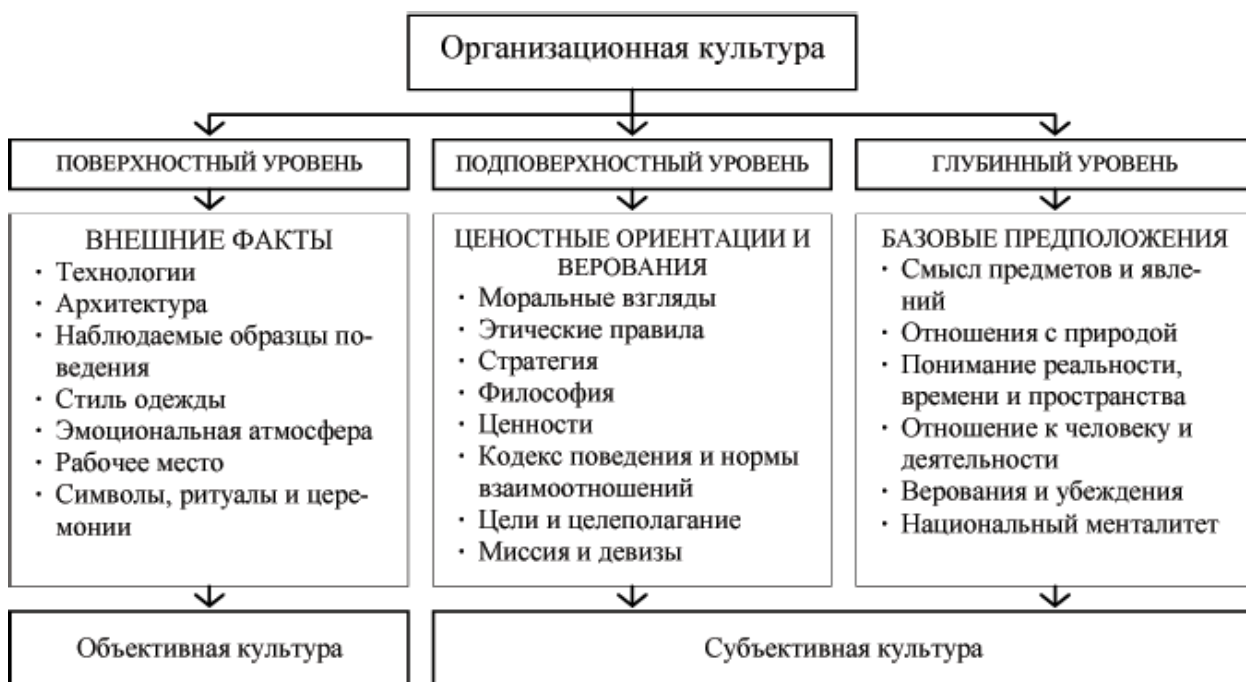 Организационная культура
ПОВЕРХНОСТНЫЙ УРОВЕНЬ
ВНЕШНИЕ ФАКТЫ
· Технологии
· Архитектура
· Наблюдаемые образцы по-
ведения
· Стиль одежды
· Эмоциональная атмосфера
· Рабочее место
· Символы, ритуалы и цере-
монии
Объективная культура
ПОДПОВЕРХНОСТНЫЙ УРОВЕНЬ
ЦЕНОСТНЫЕ ОРИЕНТАЦИИ И
ВЕРОВАНИЯ
· Моральные взгляды
· Этические правила
· Стратегия
· Философия
· Ценности
· Кодекс поведения и нормы
взаимоотношений
· Цели и целеполагание
· Миссия и девизы
ГЛУБИННЫЙ УРОВЕНЬ
БАЗОВЫЕ ПРЕДПОЛОЖЕНИЯ
· Смысл предметов и явле-
ний
· Отношения с природой
· Понимание реальности,
времени и пространства
· Отношение к человеку и
деятельности
· Верования и убеждения
· Национальный менталитет
Субъективная культура